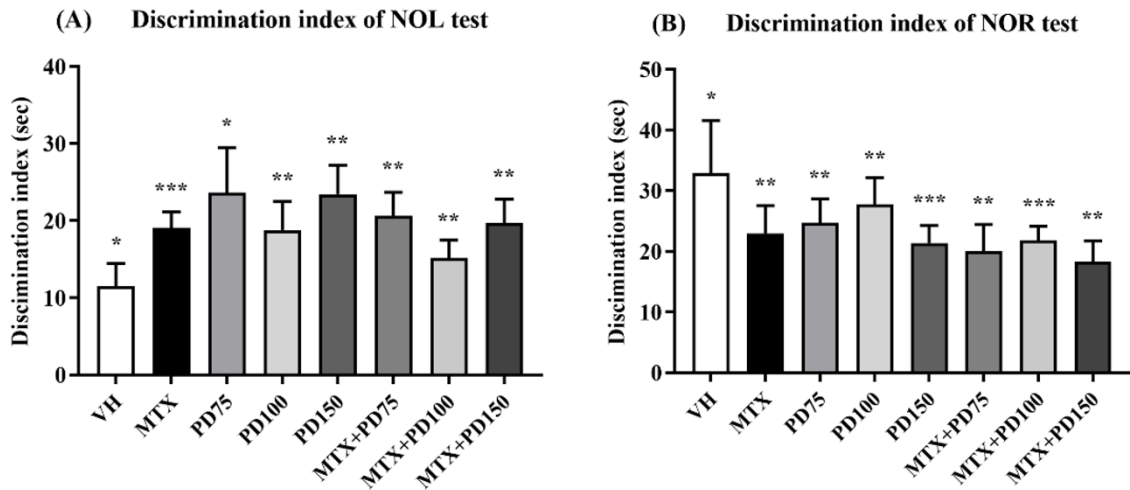 (A) Discrimination index of NOL test
Discimination index (sec)
40
30
20
10
0
*
***
*
**
**
**
**
**
VH
MTX
PD75
PD100
PD150
MTX+PD75
MTX+PD100
MTX+PD150
(B) Discrimination index of NOR test
Discimination index (sec)
50
40
30
20
10
0
*
**
**
**
***
**
***
**
VH
MTX
PD75
PD100
PD150
MTX+PD75
MTX+PD100
MTX+PD150